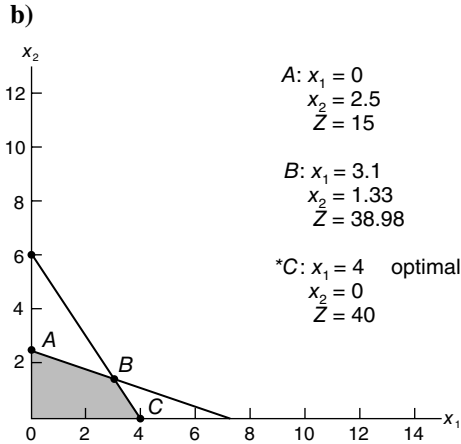 b)
x₂
12
10
8
6
4
2
0
2
4
6
8
10
12
14
x₁
A
B
C
A: x₁ = 0
x₂ = 2.5
Z = 15
B: x₁ = 3.1
x₂ = 1.33
Z = 38.98
*C: x₁ = 4 optimal
x₂ = 0
Z = 40